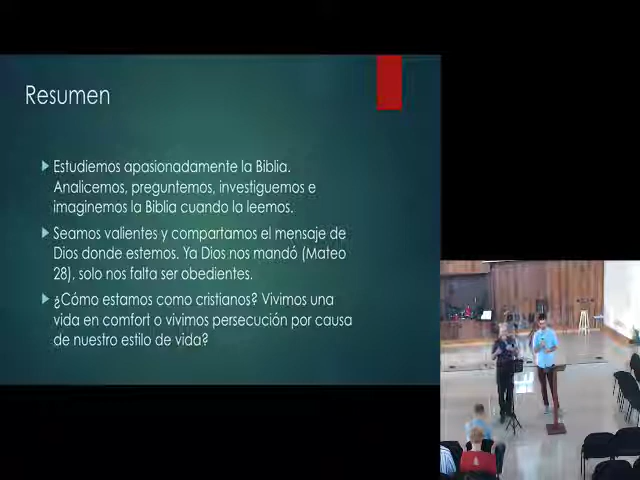 Resumen
Estudiemos apasionadamente la Biblia.
Analicemos, preguntemos, investiguemos e
imaginemos la Biblia cuando la leemos.
Seamos valientes y compartamos el mensaje de
Dios donde estemos. Ya Dios nos mandó (Mateo
28), solo nos falta ser obedientes.
¿Cómo estamos como cristianos? Vivimos una
vida en comfort o vivimos persecución por causa
de nuestro estilo de vida?